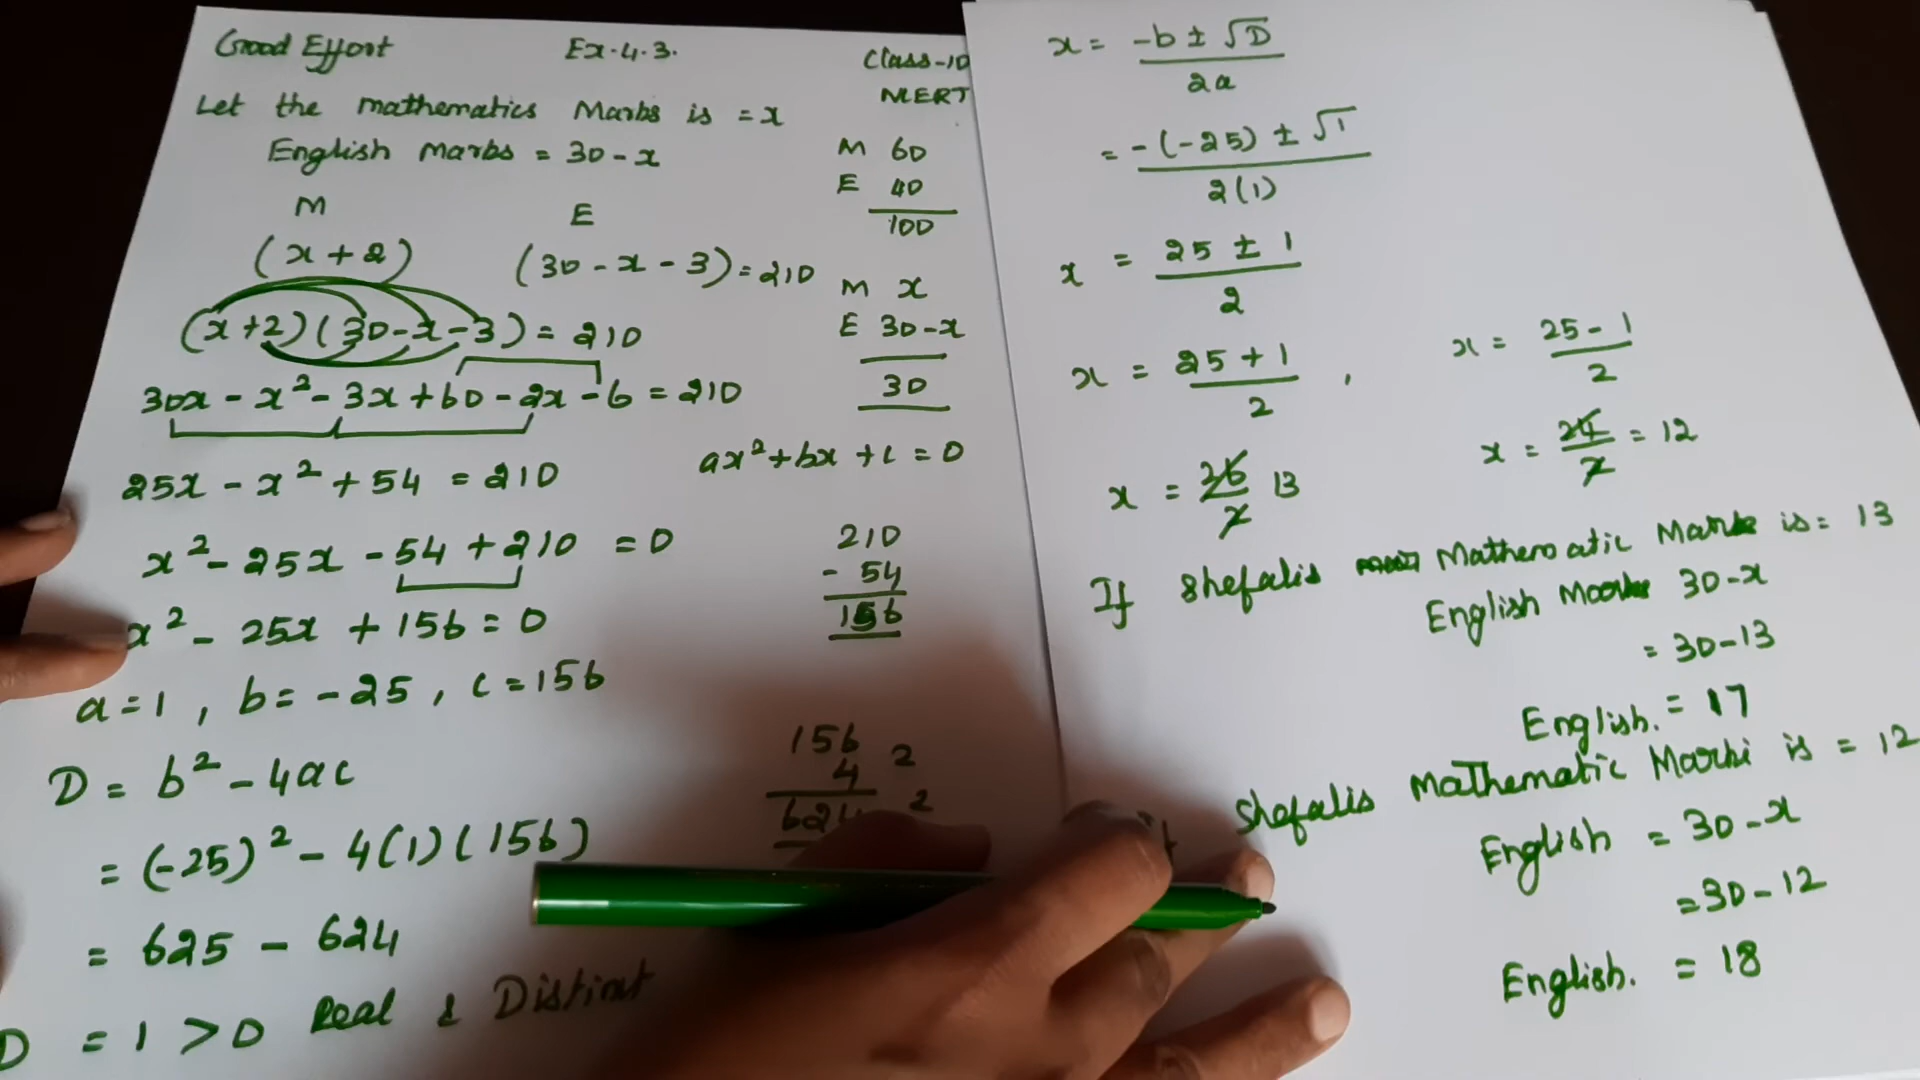 Good Effort Ex.4.3. Class-10
NCERT
Let the mathematics Marks is = x
English Marks = 30-x
M E
(x+2) (30-x-3)=210
(x+2)(30-x-3)=210
30x-x²-3x+60-2x-6=210
25x-x²+54=210
x²-25x-54+210=0
x²-25x+156=0
a=1, b=-25, c=156
D=b²-4ac
=(-25)²-4(1)(156)
=625-624
D=1>0 Real & Distinct
M 60
E 40
100
M x
E 30-x
30
ax²+bx+c=0
210
-54
156
156 2
4
624 2
x=-b±√D
2a
=-(-25)±√1
2(1)
x=25±1
2
x=25+1, x=25-1
2 2
x=26 13 x=24=12
2 2
If Shefalis Mathematic Marks is=13
English Marks 30-x
=30-13
English.=17
Shefalis Mathematic Marks is=12
English=30-x
=30-12
English.=18